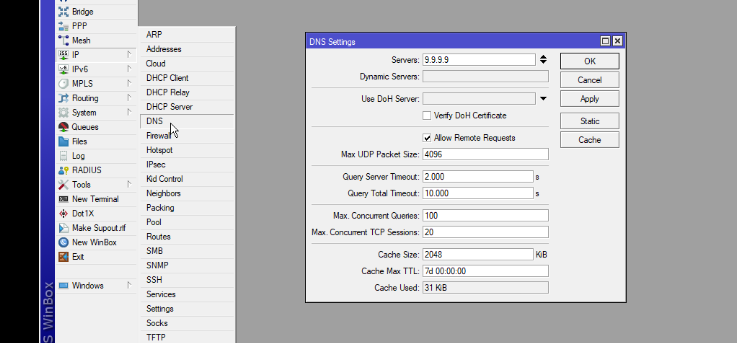 Bridge
PPP
Mesh
IP
IPv6
MPLS
Routing
System
Queues
Files
Log
RADIUS
Tools
New Terminal
Dot1X
Make Supout.rif
New WinBox
Exit
Windows
S WinBox
ARP
Addresses
Cloud
DHCP Client
DHCP Relay
DHCP Server
DNS
Firewall
Hotspot
IPsec
Kid Control
Neighbors
Packing
Pool
Routes
SMB
SNMP
SSH
Services
Settings
Socks
TFTP
DNS Settings
Servers: 9.9.9.9
Dynamic Servers:
Use DoH Server:
Verify DoH Certificate
Allow Remote Requests
Max UDP Packet Size: 4096
Query Server Timeout: 2.000 s
Query Total Timeout: 10.000 s
Max. Concurrent Queries: 100
Max. Concurrent TCP Sessions: 20
Cache Size: 2048 KiB
Cache Max TTL: 7d 00:00:00
Cache Used: 31 KiB
OK
Cancel
Apply
Static
Cache